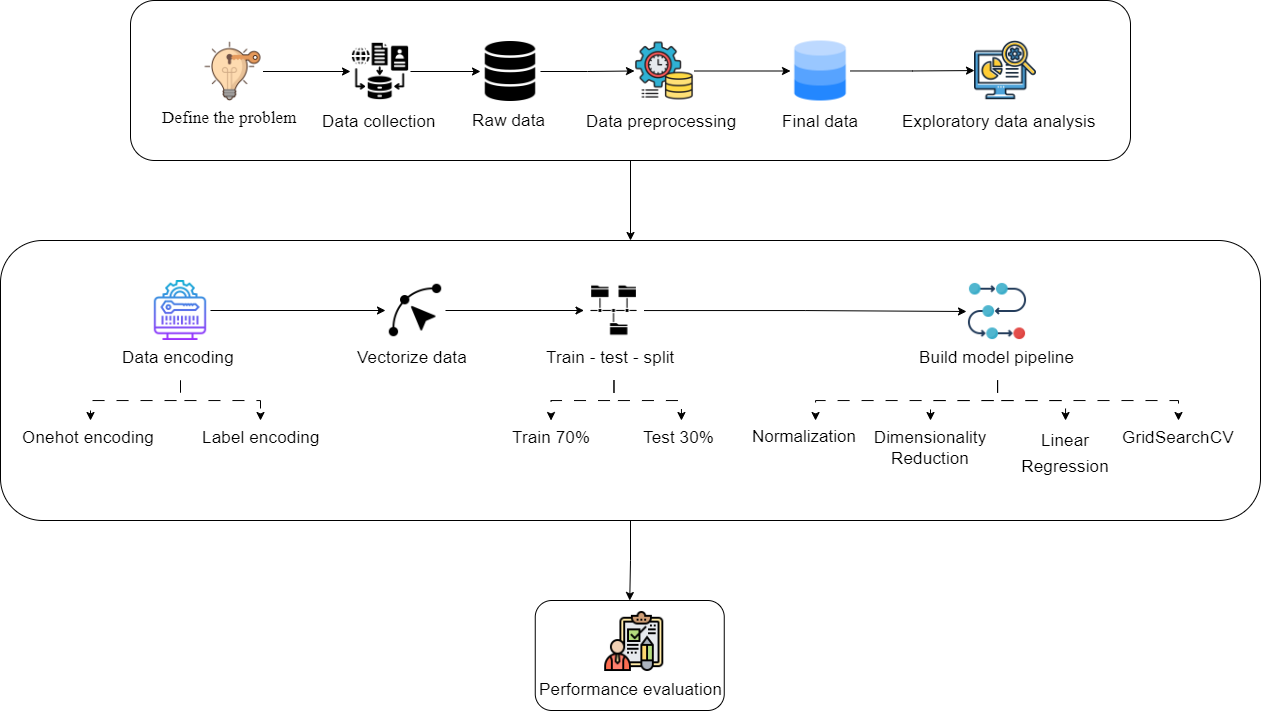 Define the problem
Data collection
Raw data
Data preprocessing
Final data
Exploratory data analysis
Data encoding
Vectorize data
Train - test - split
Build model pipeline
Onehot encoding
Label encoding
Train 70%
Test 30%
Normalization
Dimensionality
Reduction
Linear
Regression
GridSearchCV
Performance evaluation